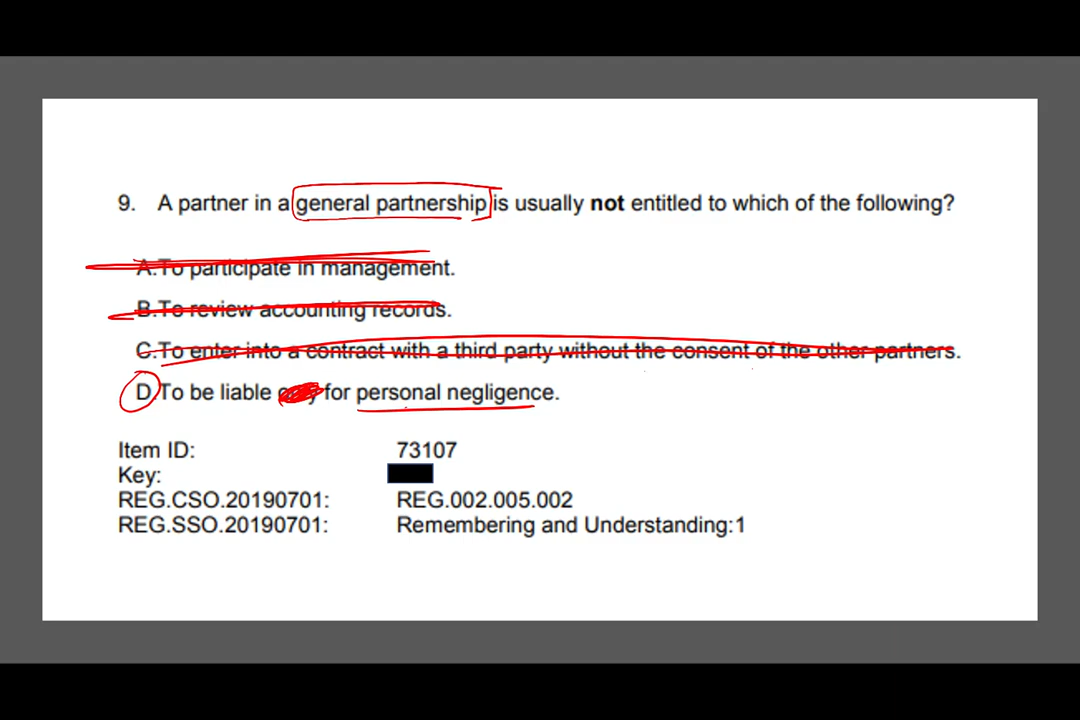 9. A partner in a general partnership is usually not entitled to which of the following?
A.To participate in management.
B.To review accounting records.
C.To enter into a contract with a third party without the consent of the other partners.
D.To be liable for personal negligence.
Item ID: 73107
Key:
REG.CSO.20190701: REG.002.005.002
REG.SSO.20190701: Remembering and Understanding:1